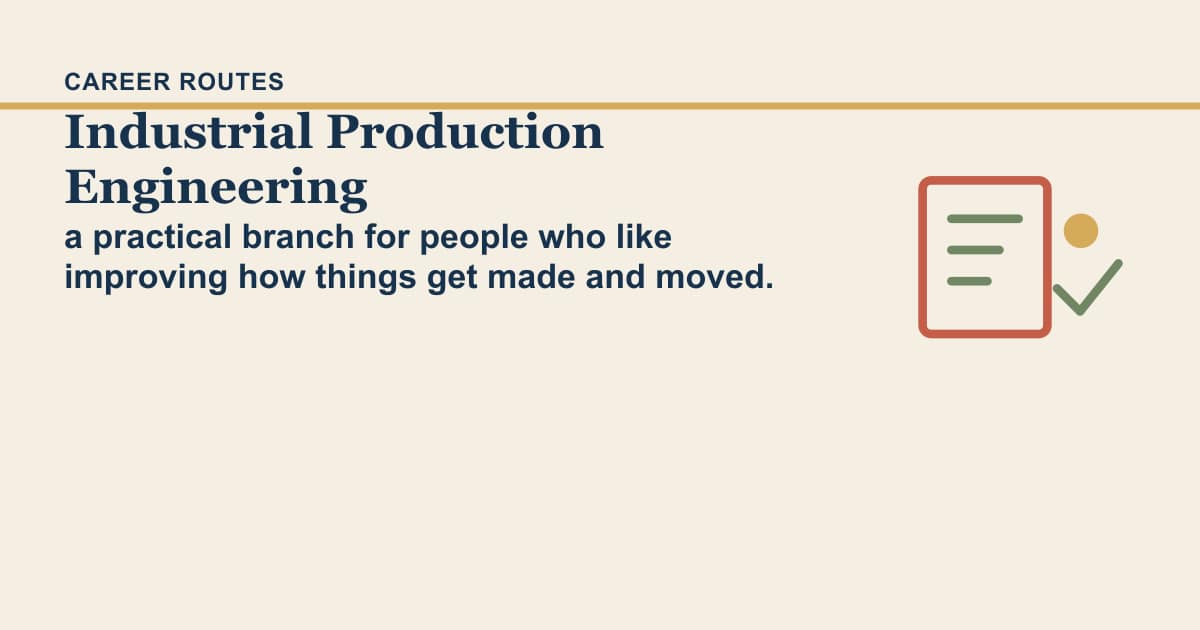 CAREER ROUTES
Industrial Production
Engineering
a practical branch for people who like
improving how things get made and moved.